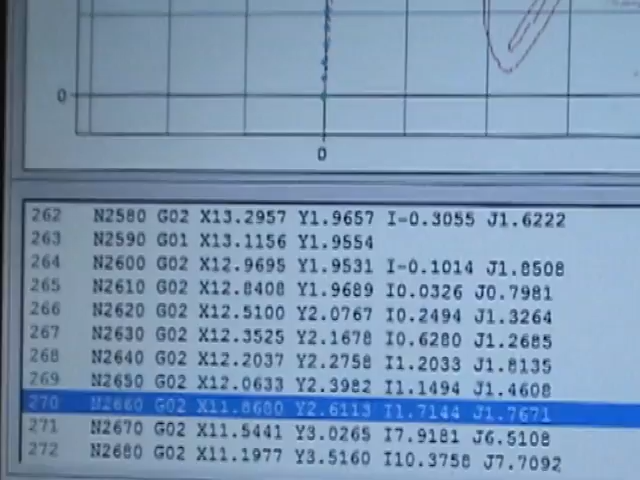 0
0
262 N2580 G02 X13.2957 Y1.9657 I-0.3055 J1.6222
263 N2590 G01 X13.1156 Y1.9554
264 N2600 G02 X12.9695 Y1.9531 I-0.1014 J1.8508
265 N2610 G02 X12.8408 Y1.9689 I0.0326 J0.7981
266 N2620 G02 X12.5100 Y2.0767 I0.2494 J1.3264
267 N2630 G02 X12.3525 Y2.1678 I0.6280 J1.2685
268 N2640 G02 X12.2037 Y2.2758 I1.2033 J1.8135
269 N2650 G02 X12.0633 Y2.3982 I1.1494 J1.4608
270 N2660 G02 X11.8680 Y2.6113 I1.7144 J1.7671
271 N2670 G02 X11.5441 Y3.0265 I7.9181 J6.5108
272 N2680 G02 X11.1977 Y3.5160 I10.3758 J7.7092